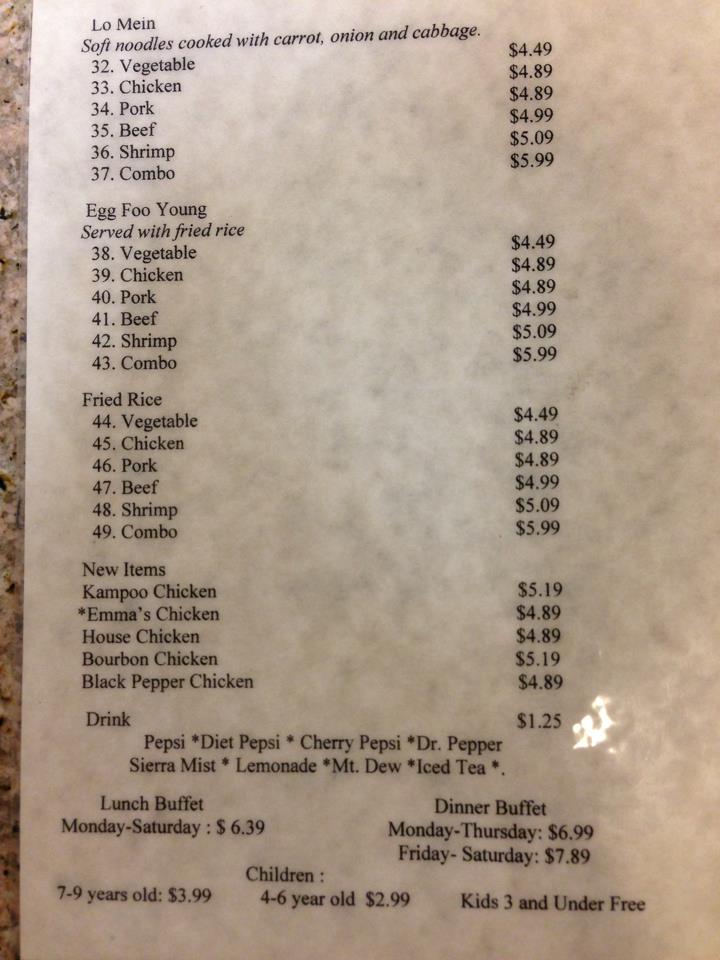 Lo Mein
Soft noodles cooked with carrot, onion and cabbage.
32. Vegetable $4.49
33. Chicken $4.89
34. Pork $4.89
35. Beef $4.99
36. Shrimp $5.09
37. Combo $5.99
Egg Foo Young
Served with fried rice
38. Vegetable $4.49
39. Chicken $4.89
40. Pork $4.89
41. Beef $4.99
42. Shrimp $5.09
43. Combo $5.99
Fried Rice
44. Vegetable $4.49
45. Chicken $4.89
46. Pork $4.89
47. Beef $4.99
48. Shrimp $5.09
49. Combo $5.99
New Items
Kampoo Chicken $5.19
*Emma's Chicken $4.89
House Chicken $4.89
Bourbon Chicken $5.19
Black Pepper Chicken $4.89
Drink $1.25
Pepsi *Diet Pepsi * Cherry Pepsi *Dr. Pepper
Sierra Mist * Lemonade *Mt. Dew *Iced Tea *.
Lunch Buffet
Monday-Saturday : $ 6.39
Dinner Buffet
Monday-Thursday: $6.99
Friday- Saturday: $7.89
Children :
7-9 years old: $3.99 4-6 year old $2.99 Kids 3 and Under Free